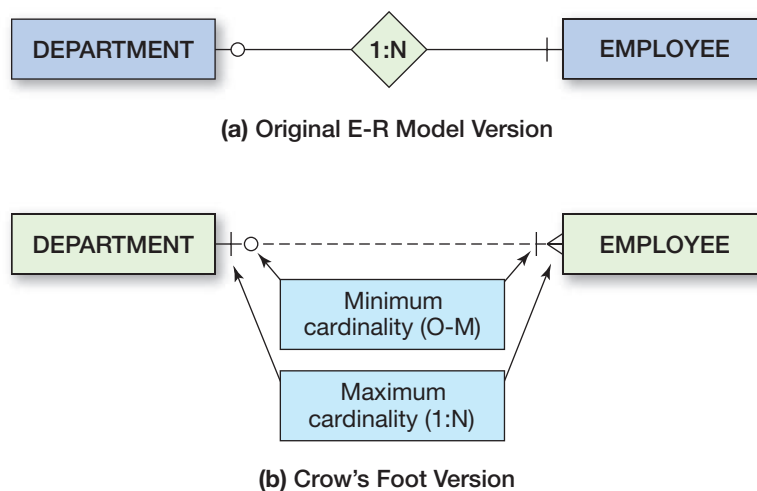 DEPARTMENT
1:N
EMPLOYEE
(a) Original E-R Model Version
DEPARTMENT
EMPLOYEE
Minimum
cardinality (O-M)
Maximum
cardinality (1:N)
(b) Crow’s Foot Version